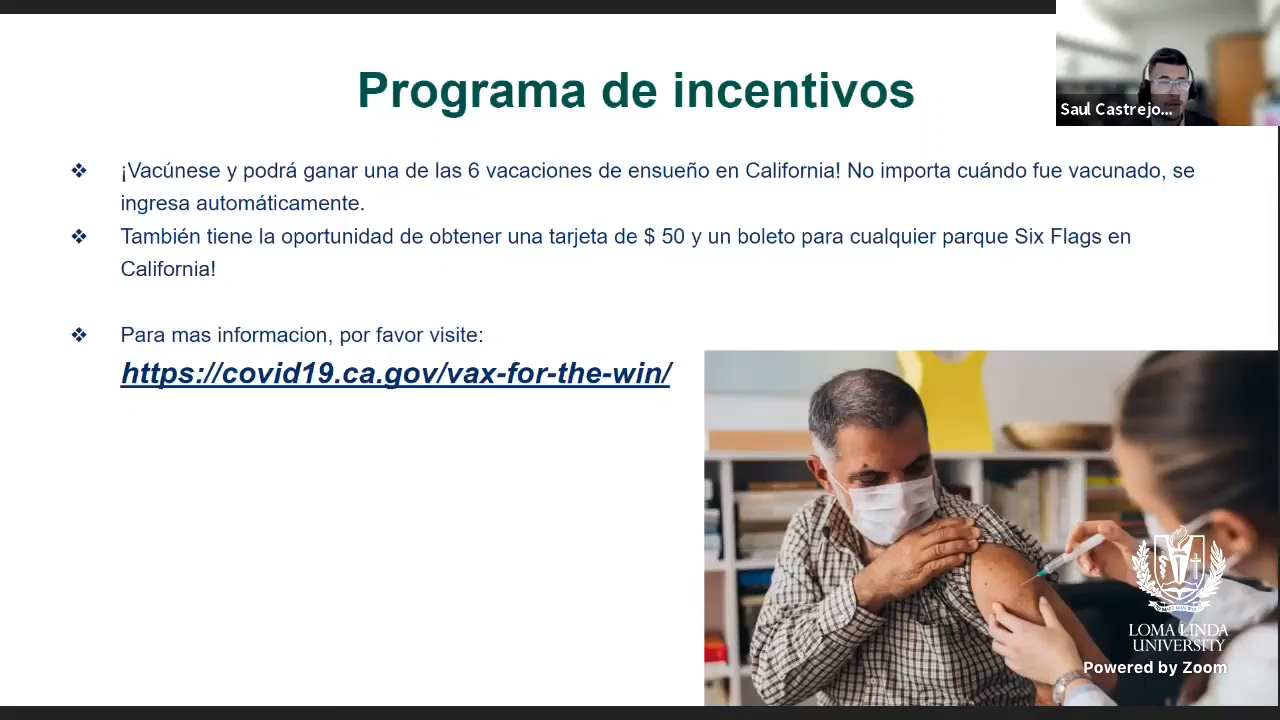 Programa de incentivos
Saul Castrejo...
❖ ¡Vacúnese y podrá ganar una de las 6 vacaciones de ensueño en California! No importa cuándo fue vacunado, se
ingresa automáticamente.
❖ También tiene la oportunidad de obtener una tarjeta de $ 50 y un boleto para cualquier parque Six Flags en
California!
❖ Para mas informacion, por favor visite:
https://covid19.ca.gov/vax-for-the-win/
LOMA LINDA
UNIVERSITY
Powered by Zoom